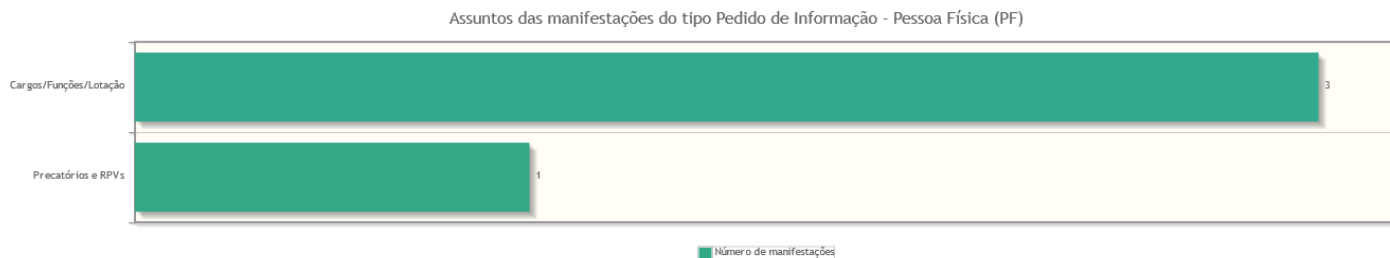 Assuntos das manifestações do tipo Pedido de Informação - Pessoa Física (PF)
Cargos/Funções/Lotação
3
Precatórios e RPVs
1
Número de manifestações